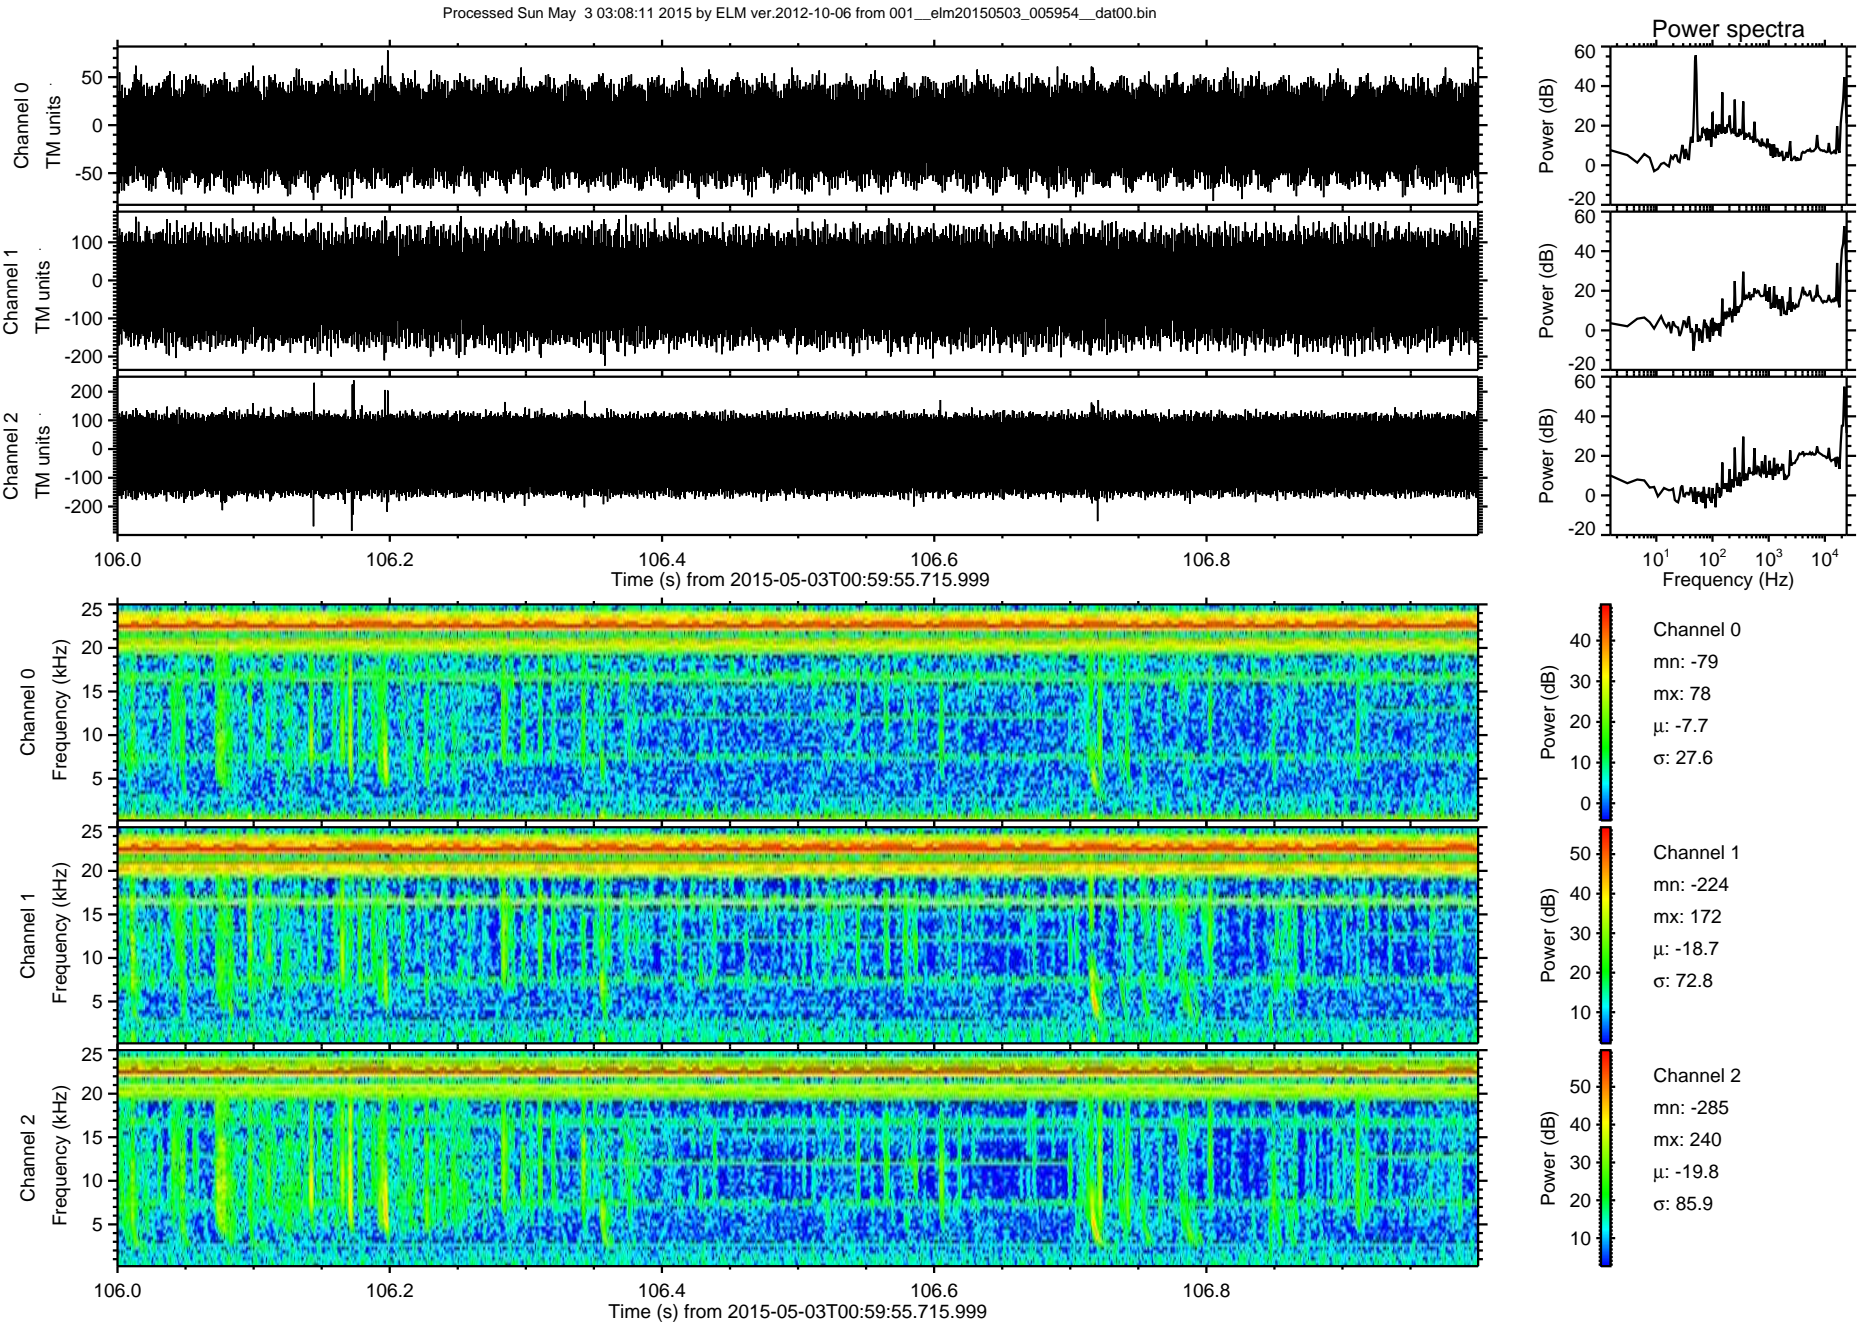 Processed Sun May  3 03:08:11 2015 by ELM ver.2012-10-06 from 001__elm20150503_005954__dat00.bin
Power spectra
Channel 0
TM units
50
0
-50
Power (dB)
60
40
20
0
-20
Channel 1
TM units
100
0
-100
-200
Power (dB)
60
40
20
0
-20
Channel 2
TM units
200
100
0
-100
-200
Power (dB)
60
40
20
0
-20
106.0 106.2 106.4 106.6 106.8
Time (s) from 2015-05-03T00:59:55.715.999
10^1 10^2 10^3 10^4
Frequency (Hz)
Channel 0
Frequency (kHz)
25
20
15
10
5
Power (dB)
40
30
20
10
0
Channel 0
mn: -79
mx: 78
μ: -7.7
σ: 27.6
Channel 1
Frequency (kHz)
25
20
15
10
5
Power (dB)
50
40
30
20
10
Channel 1
mn: -224
mx: 172
μ: -18.7
σ: 72.8
Channel 2
Frequency (kHz)
25
20
15
10
5
Power (dB)
50
40
30
20
10
Channel 2
mn: -285
mx: 240
μ: -19.8
σ: 85.9
106.0 106.2 106.4 106.6 106.8
Time (s) from 2015-05-03T00:59:55.715.999